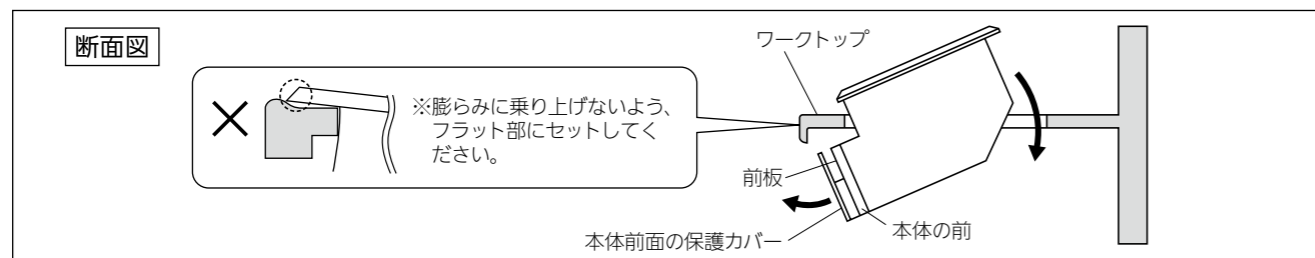 断面図
ワークトップ
※膨らみに乗り上げないよう、
フラット部にセットしてく
ださい。
前板
本体の前
本体前面の保護カバー